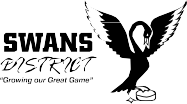 SWANS
DISTRICT
"Growing our Great Game"